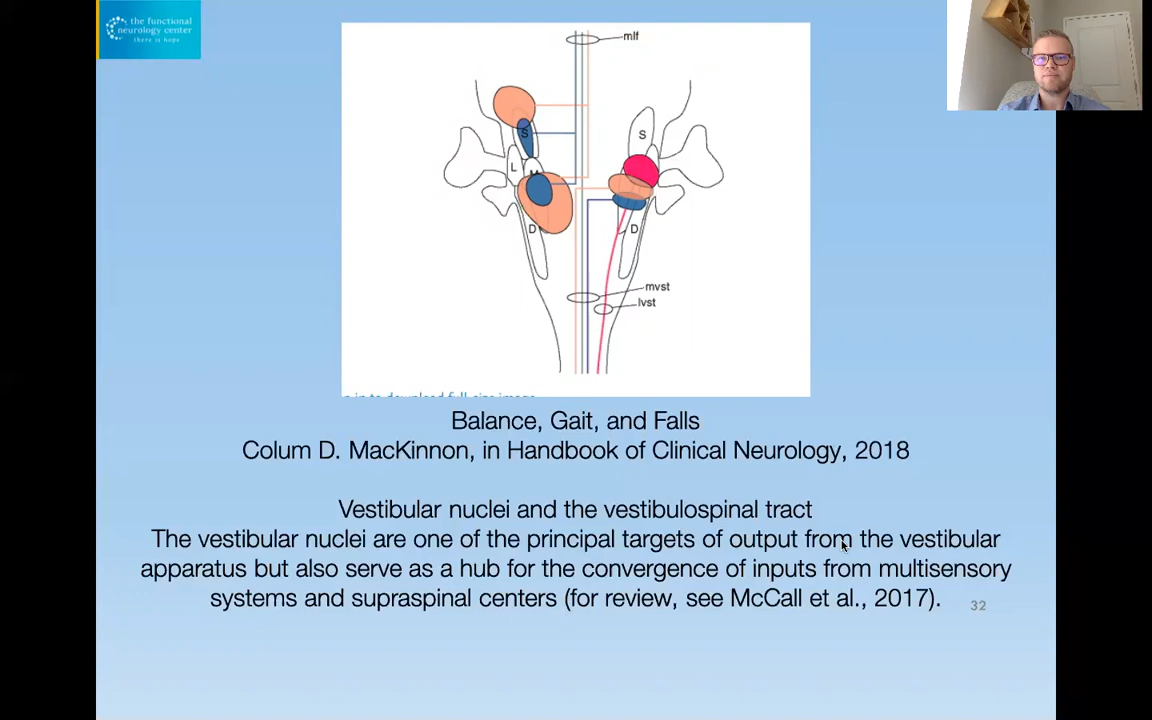 the functional
neurology center
there is hope
mlf
S
S
L
M
D
D
mvst
lvst
Balance, Gait, and Falls
Colum D. MacKinnon, in Handbook of Clinical Neurology, 2018
Vestibular nuclei and the vestibulospinal tract
The vestibular nuclei are one of the principal targets of output from the vestibular
apparatus but also serve as a hub for the convergence of inputs from multisensory
systems and supraspinal centers (for review, see McCall et al., 2017).
32